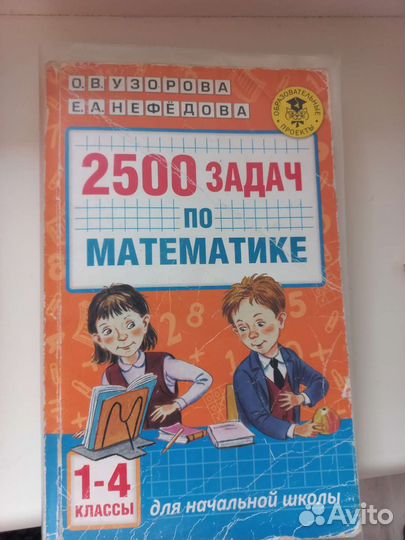 О.В.УЗОРОВА
Е.А.НЕФЁДОВА
ОБРАЗОВАТЕЛЬНЫЕ
ПРОЕКТЫ
2500 ЗАДАЧ
ПО
МАТЕМАТИКЕ
1-4
КЛАССЫ
для начальной школы
Avito